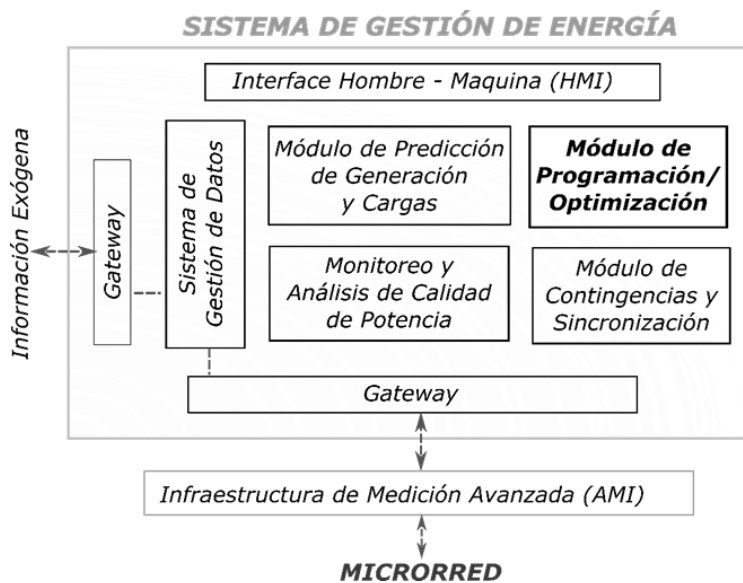 SISTEMA DE GESTIÓN DE ENERGÍA
Interface Hombre - Maquina (HMI)
Información Exógena
Gateway
Sistema de
Gestión de Datos
Módulo de Predicción
de Generación
y Cargas
Módulo de
Programación/
Optimización
Monitoreo y
Análisis de Calidad
de Potencia
Módulo de
Contingencias y
Sincronización
Gateway
Infraestructura de Medición Avanzada (AMI)
MICRORRED